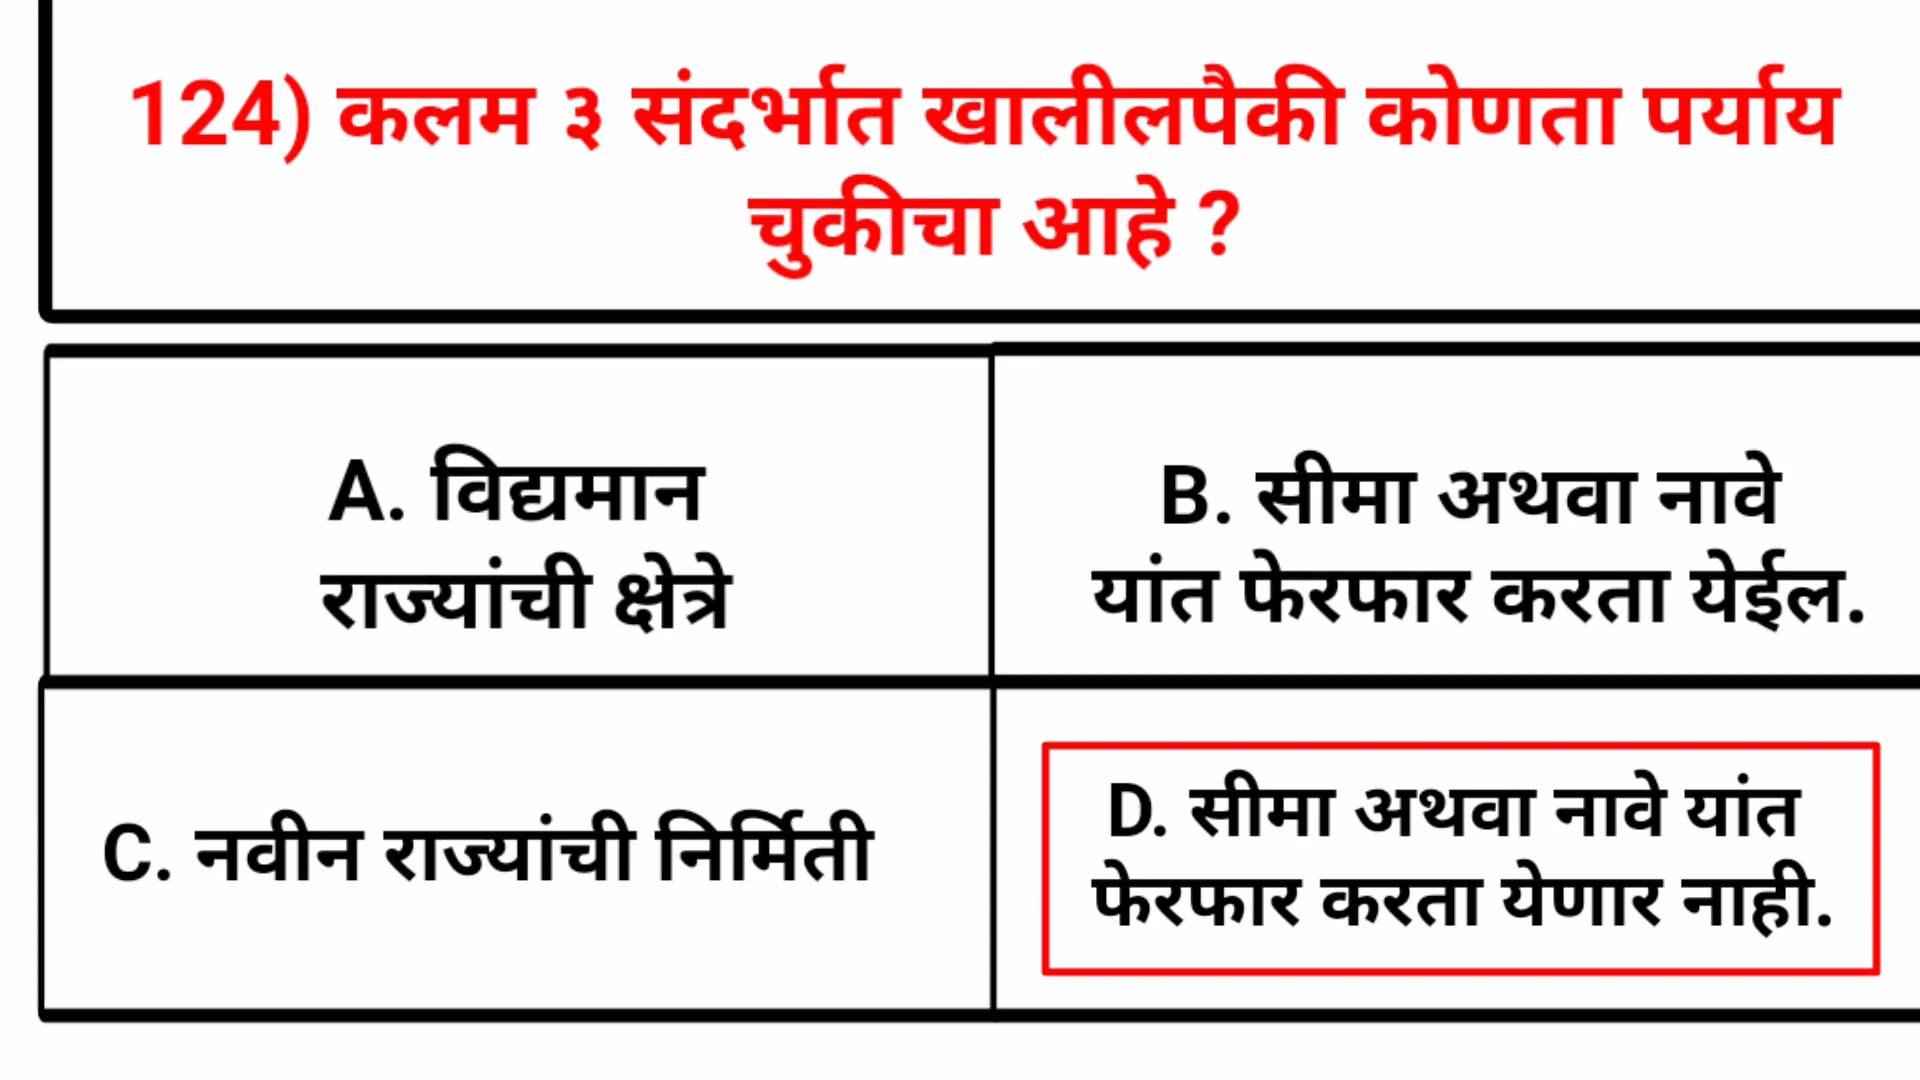 124) कलम ३ संदर्भात खालीलपैकी कोणता पर्याय
चुकीचा आहे ?
A. विद्यमान
राज्यांची क्षेत्रे
B. सीमा अथवा नावे
यांत फेरफार करता येईल.
C. नवीन राज्यांची निर्मिती
D. सीमा अथवा नावे यांत
फेरफार करता येणार नाही.